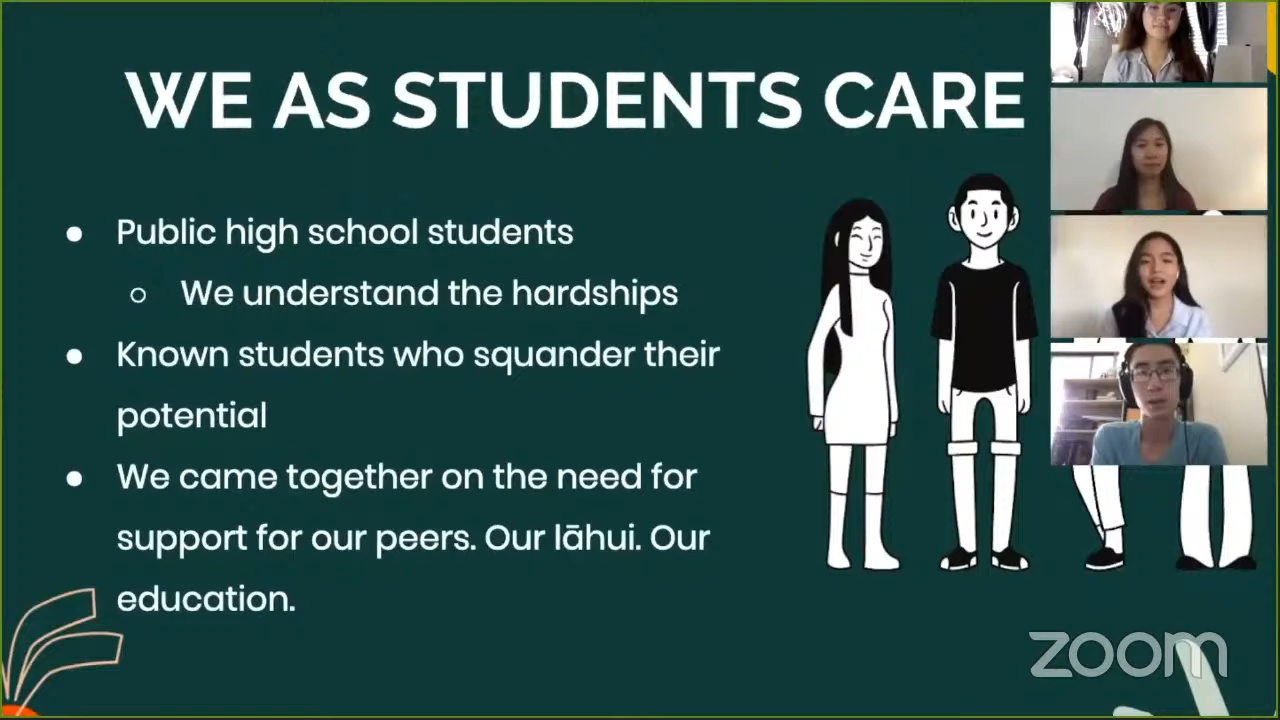 WE AS STUDENTS CARE
● Public high school students
○ We understand the hardships
● Known students who squander their
potential
● We came together on the need for
support for our peers. Our lāhui. Our
education.
zoom